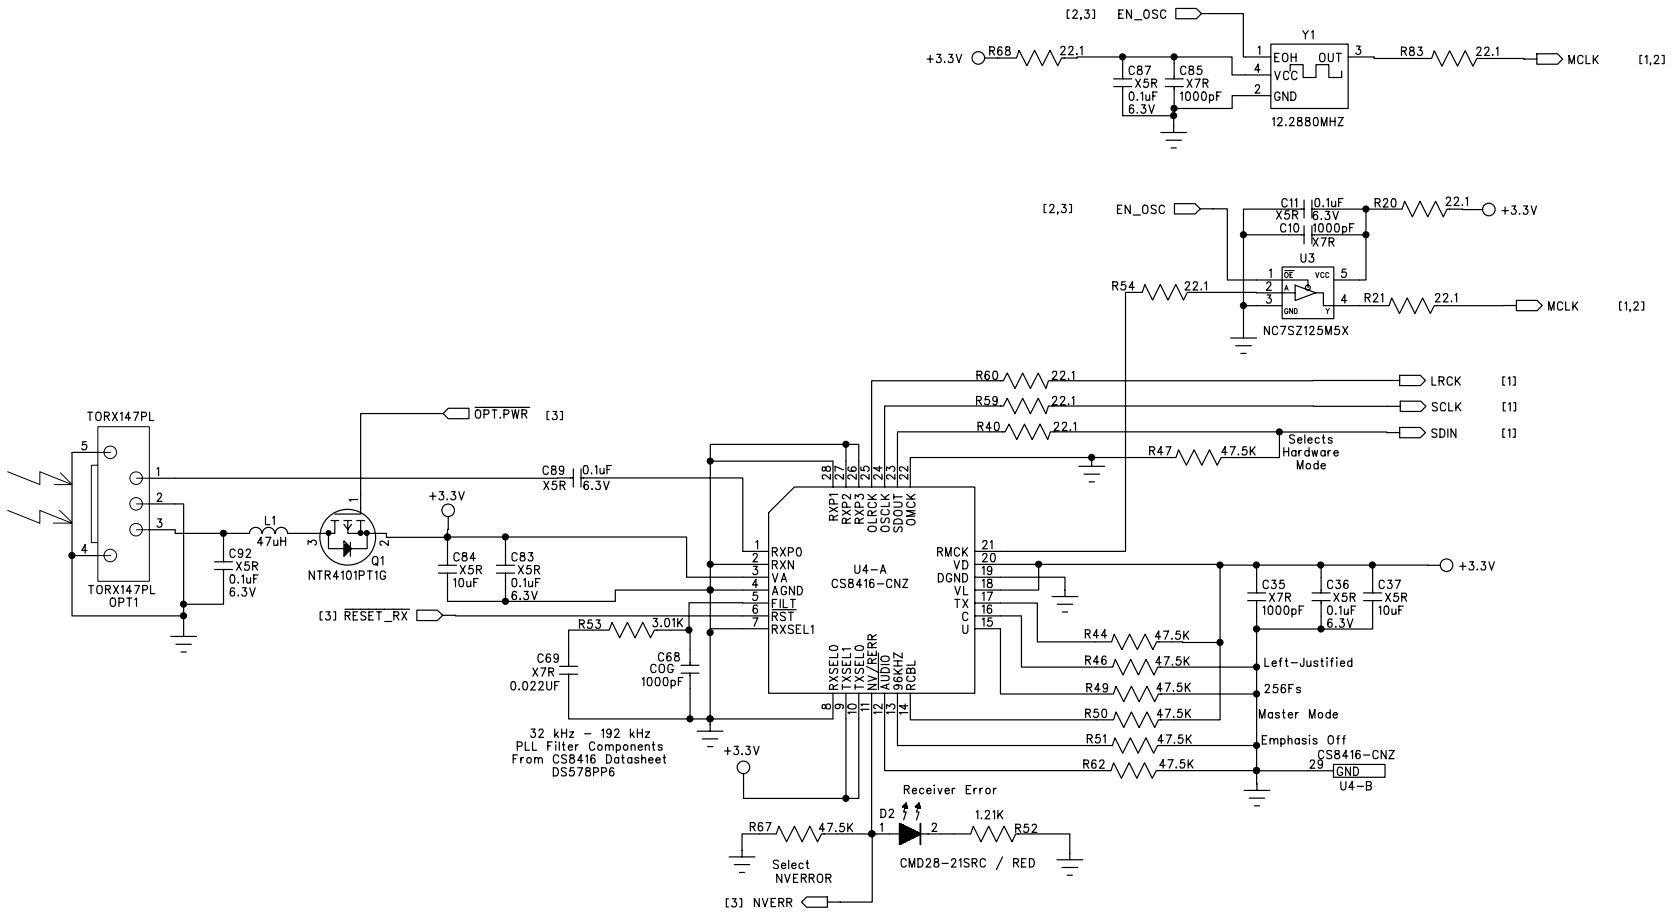 [2,3] EN_OSC
Y1
+3.3V R68 22.1
1 EOH OUT 3
4 VCC
2 GND
R83 22.1 MCLK [1,2]
C87
X5R
0.1uF
6.3V
C85
X7R
1000pF
12.2880MHZ
[2,3] EN_OSC
C11 0.1uF
X5R 6.3V
C10 1000pF
X7R
R20 22.1 +3.3V
U3
1 OE VCC 5
2 A
3 GND Y 4
R54 22.1
R21 22.1 MCLK [1,2]
NC7SZ125M5X
R60 22.1 LRCK [1]
R59 22.1 SCLK [1]
R40 22.1 SDIN [1]
R47 47.5K
Selects
Hardware
Mode
TORX147PL
OPT.PWR [3]
5
1
2
3
4
C89 0.1uF
X5R 6.3V
1
+3.3V
L1
47uH
3
2
Q1
NTR4101PT1G
C92
X5R
0.1uF
6.3V
C84
X5R
10uF
C83
X5R
0.1uF
6.3V
TORX147PL
OPT1
[3] RESET_RX
R53 3.01K
C69
X7R
0.022UF
C68
COG
1000pF
32 kHz - 192 kHz
PLL Filter Components
From CS8416 Datasheet
DS578PP6
28 27 26 25 24 23 22
RXP1 RXP2 RXP3 OLRCK OSCLK SDOUT OMCK
1 RXP0
2 RXN
3 VA
4 AGND
5 FILT
6 RST
7 RXSEL1
U4-A
CS8416-CNZ
RMCK 21
VD 20
DGND 19
VL 18
TX 17
C 16
U 15
RXSEL0 TXSEL1 TXSEL0 NV/RERR AUDIO 96KHZ RCBL
8 9 10 11 12 13 14
+3.3V
C35
X7R
1000pF
C36
X5R
0.1uF
6.3V
C37
X5R
10uF
R44 47.5K
R46 47.5K Left-Justified
R49 47.5K 256Fs
R50 47.5K Master Mode
R51 47.5K Emphasis Off
R62 47.5K
CS8416-CNZ
29 GND
U4-B
+3.3V
Receiver Error
R67 47.5K
D2
1 2
1.21K
R52
CMD28-21SRC / RED
Select
NVERROR
[3] NVERR